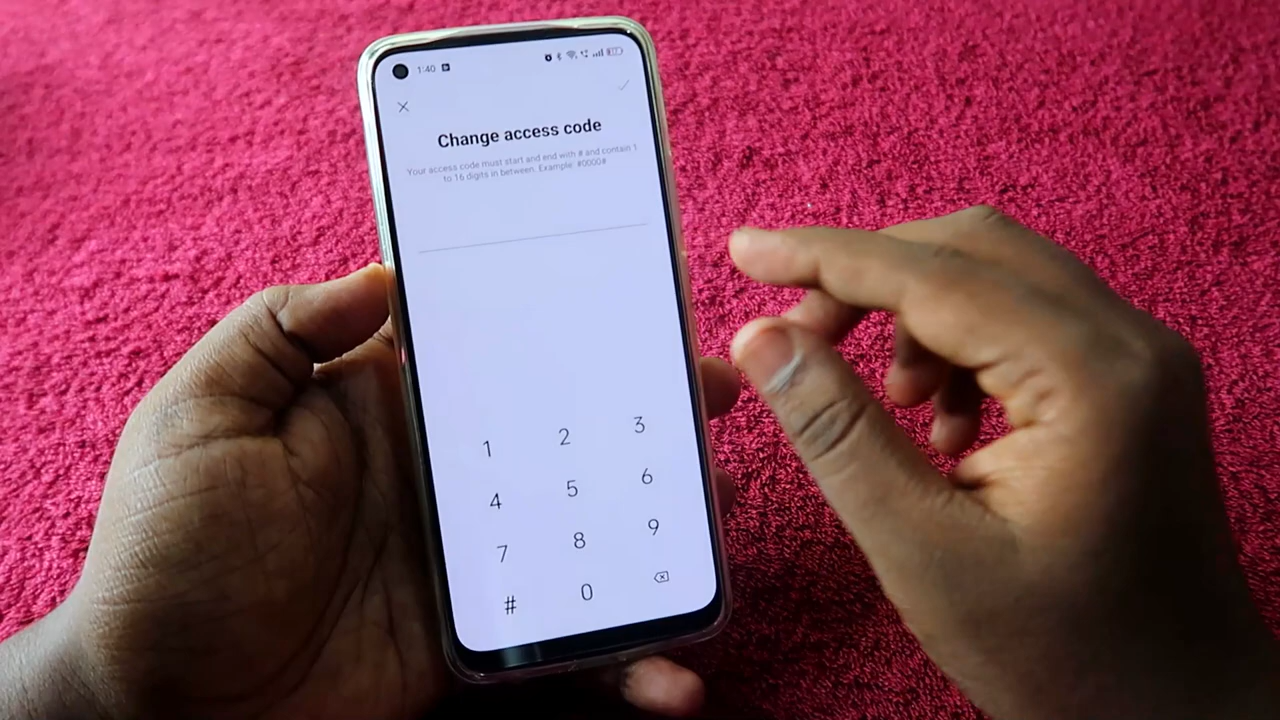 1:40
Change access code
Your access code must start and end with # and contain 1
to 16 digits in between. Example: #0000#
1 2 3
4 5 6
7 8 9
# 0